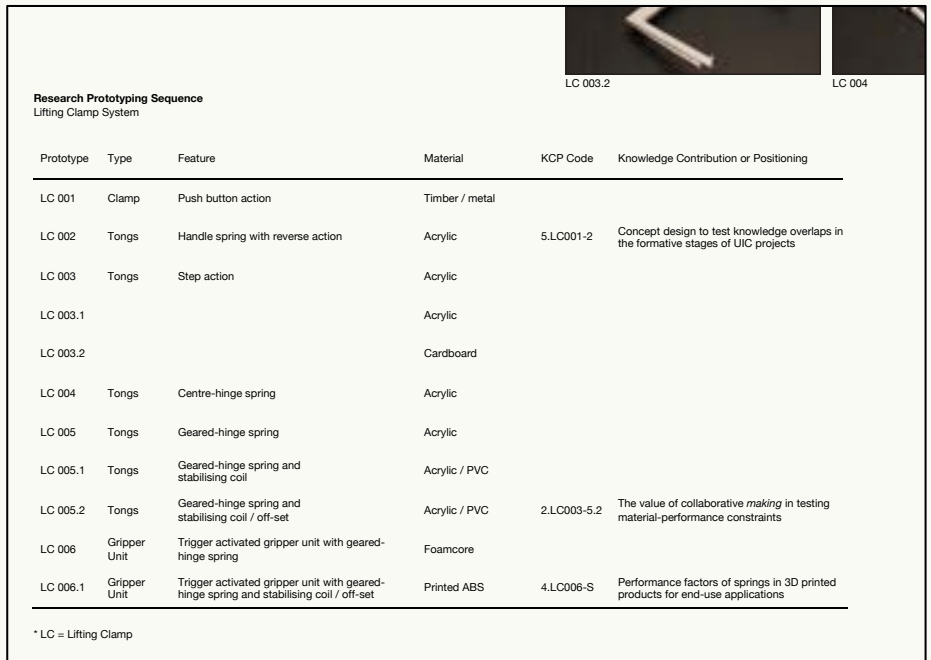 LC 003.2
LC 004
Research Prototyping Sequence
Lifting Clamp System
Prototype Type Feature Material KCP Code Knowledge Contribution or Positioning
LC 001 Clamp Push button action Timber / metal
LC 002 Tongs Handle spring with reverse action Acrylic 5.LC001-2 Concept design to test knowledge overlaps in
the formative stages of UIC projects
LC 003 Tongs Step action Acrylic
LC 003.1 Acrylic
LC 003.2 Cardboard
LC 004 Tongs Centre-hinge spring Acrylic
LC 005 Tongs Geared-hinge spring Acrylic
LC 005.1 Tongs Geared-hinge spring and
stabilising coil Acrylic / PVC
LC 005.2 Tongs Geared-hinge spring and
stabilising coil / off-set Acrylic / PVC 2.LC003-5.2 The value of collaborative making in testing
material-performance constraints
LC 006 Gripper
Unit Trigger activated gripper unit with geared-
hinge spring Foamcore
LC 006.1 Gripper
Unit Trigger activated gripper unit with geared-
hinge spring and stabilising coil / off-set Printed ABS 4.LC006-S Performance factors of springs in 3D printed
products for end-use applications
* LC = Lifting Clamp